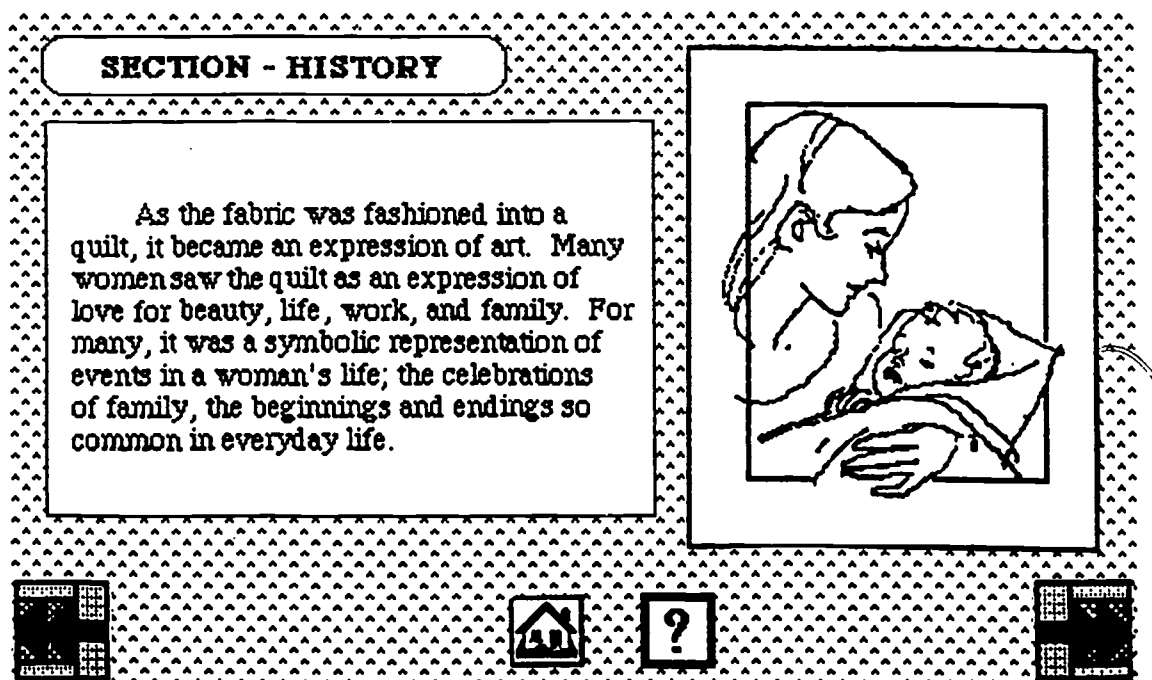 SECTION - HISTORY
As the fabric was fashioned into a
quilt, it became an expression of art. Many
women saw the quilt as an expression of
love for beauty, life, work, and family. For
many, it was a symbolic representation of
events in a woman's life; the celebrations
of family, the beginnings and endings so
common in everyday life.
?